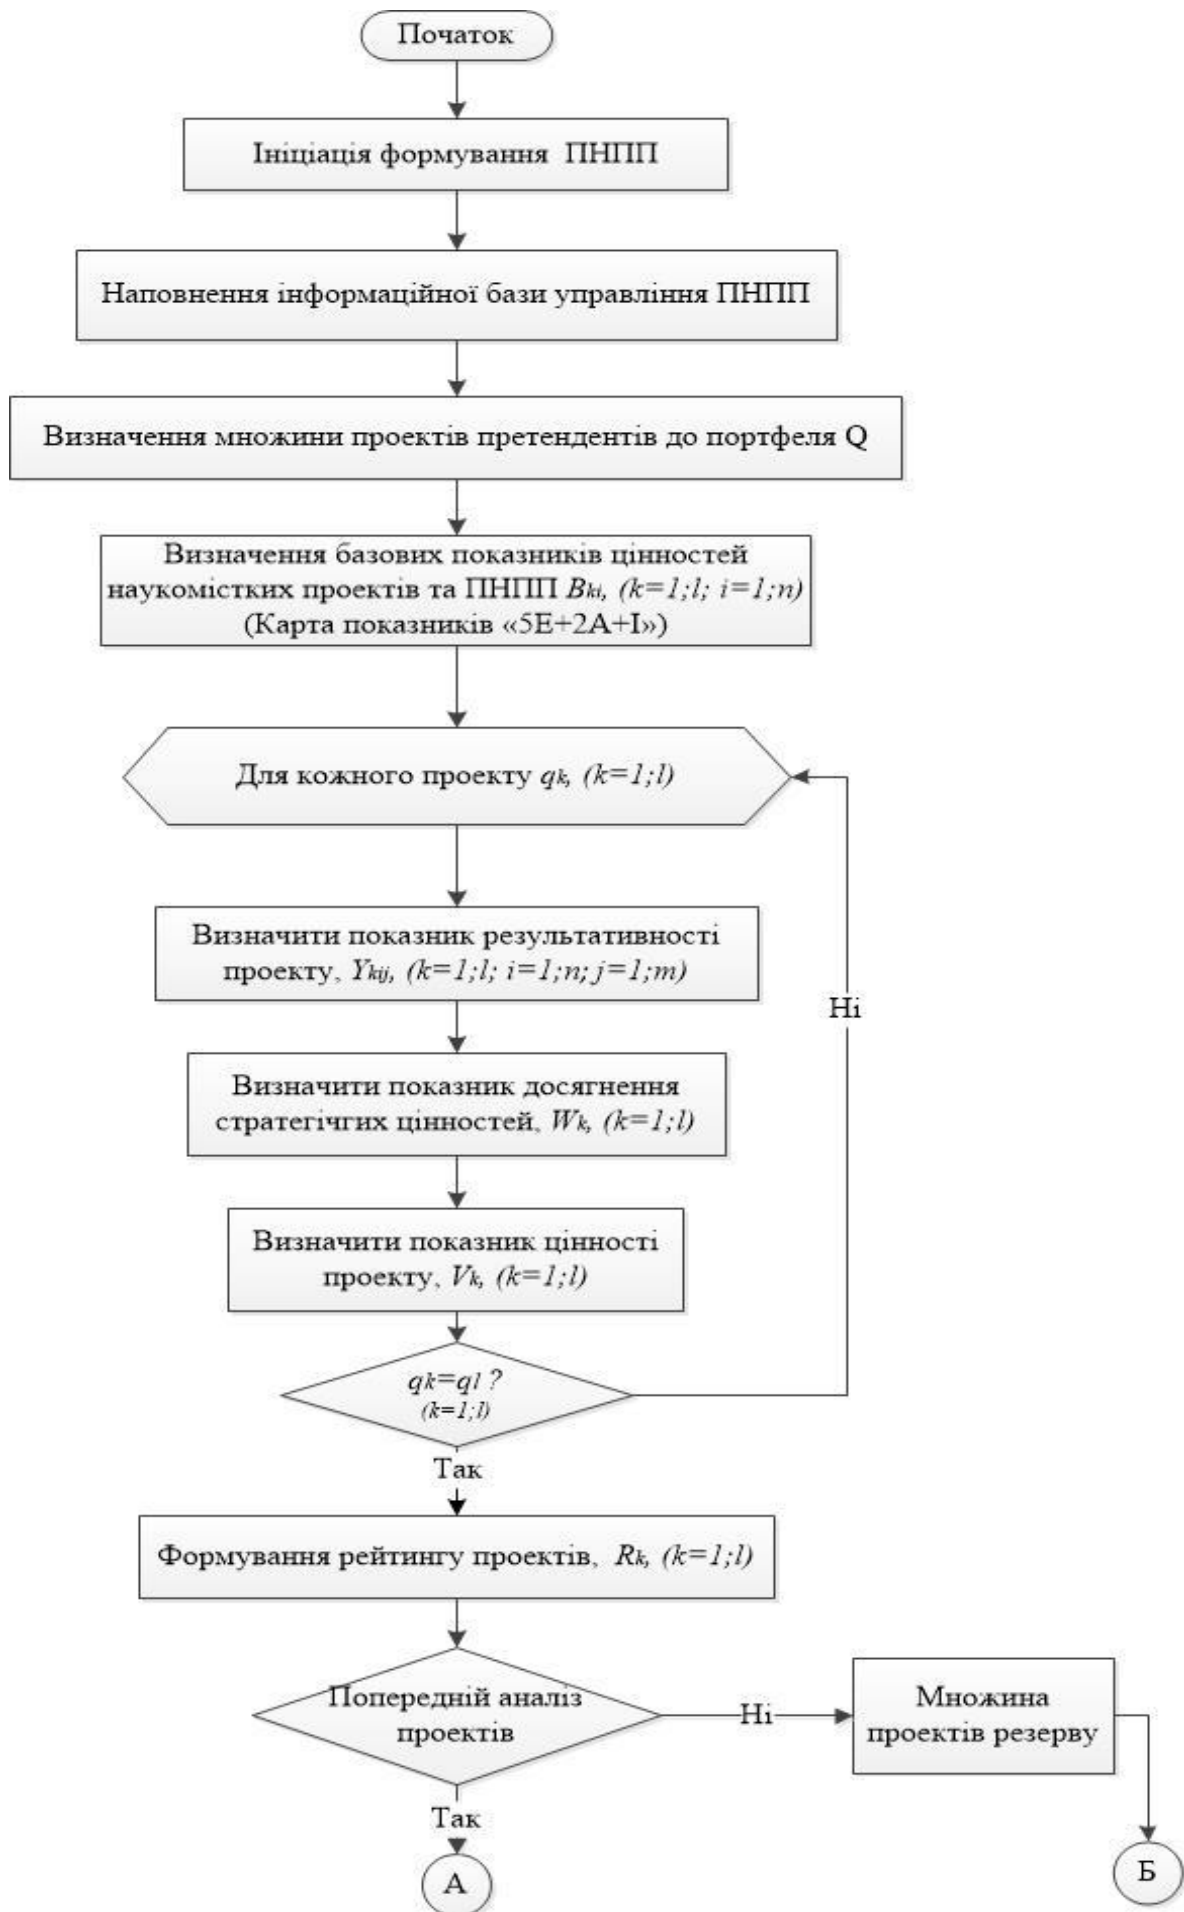 Початок
Ініціація формування ПНПП
Наповнення інформаційної бази управління ПНПП
Визначення множини проектів претендентів до портфеля Q
Визначення базових показників цінностей
наукомістких проектів та ПНПП Bki, (k=1;l; i=1;n)
(Карта показників «5E+2A+I»)
Для кожного проекту qk, (k=1;l)
Визначити показник результативності
проекту, Ykij, (k=1;l; i=1;n; j=1;m)
Ні
Визначити показник досягнення
стратегічгих цінностей, Wk, (k=1;l)
Визначити показник цінності
проекту, Vk, (k=1;l)
qk=ql ?
(k=1;l)
Так
Формування рейтингу проектів, Rk, (k=1;l)
Попередній аналіз
проектів
Ні
Множина
проектів резерву
Так
А
Б